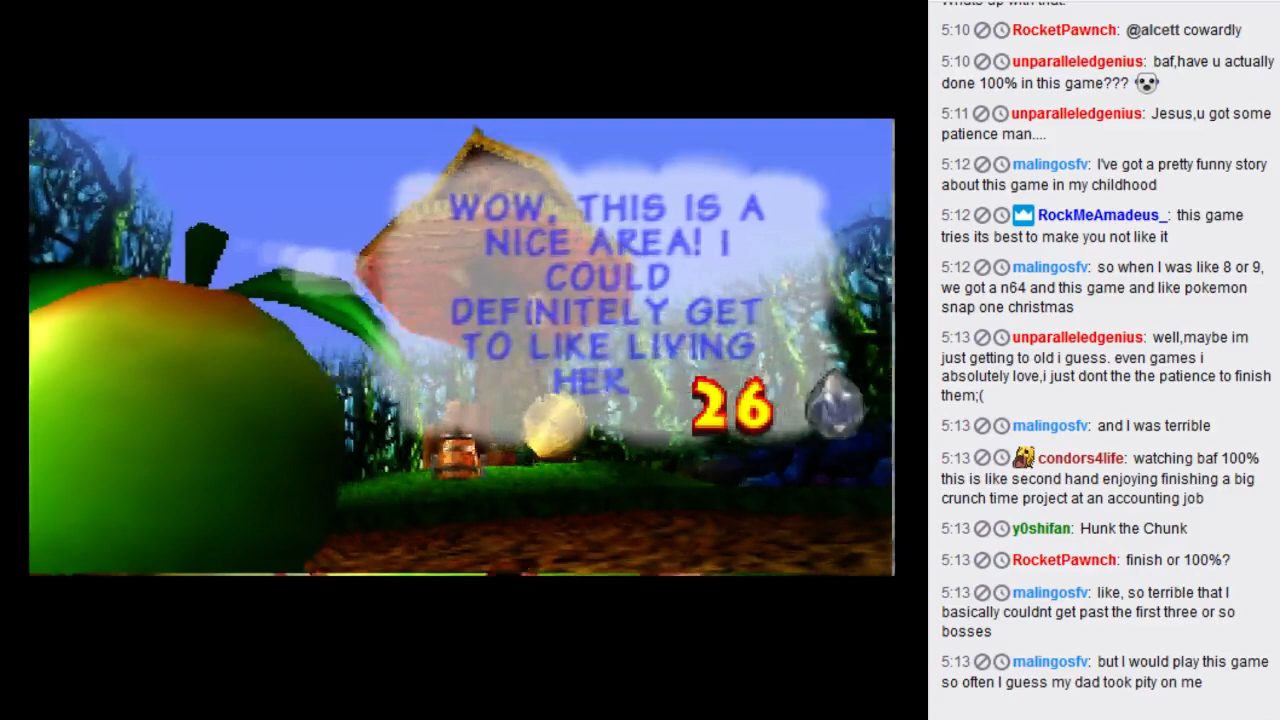 WOW, THIS IS A
NICE AREA! I
COULD
DEFINITELY GET
TO LIKE LIVING
HER
26
Whats up with that.
5:10 RocketPawnch: @alcett cowardly
5:10 unparalleledgenius: baf,have u actually
done 100% in this game???
5:11 unparalleledgenius: Jesus,u got some
patience man....
5:12 malingosfv: I've got a pretty funny story
about this game in my childhood
5:12 RockMeAmadeus_: this game
tries its best to make you not like it
5:12 malingosfv: so when I was like 8 or 9,
we got a n64 and this game and like pokemon
snap one christmas
5:13 unparalleledgenius: well,maybe im
just getting to old i guess. even games i
absolutely love,i just dont the the patience to finish
them;(
5:13 malingosfv: and I was terrible
5:13 condors4life: watching baf 100%
this is like second hand enjoying finishing a big
crunch time project at an accounting job
5:13 y0shifan: Hunk the Chunk
5:13 RocketPawnch: finish or 100%?
5:13 malingosfv: like, so terrible that I
basically couldnt get past the first three or so
bosses
5:13 malingosfv: but I would play this game
so often I guess my dad took pity on me